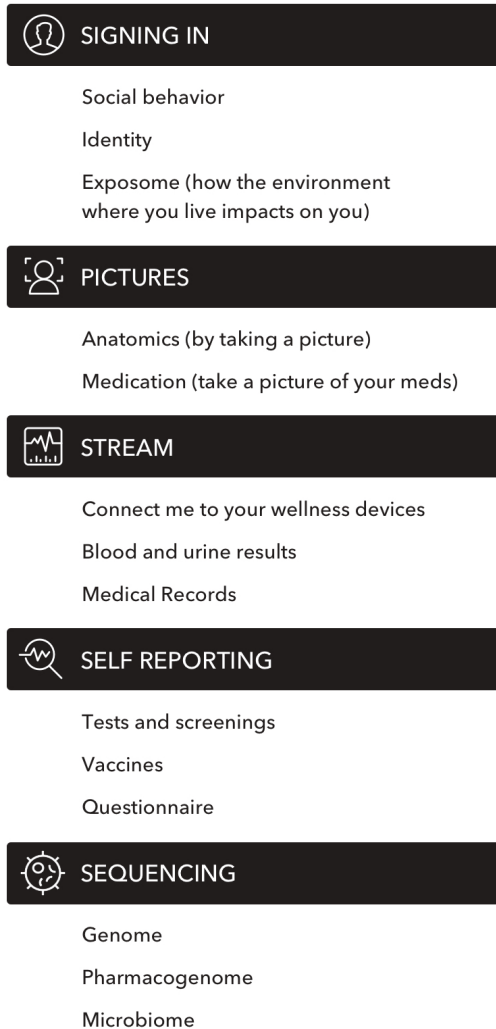 SIGNING IN
Social behavior
Identity
Exposome (how the environment
where you live impacts on you)
PICTURES
Anatomics (by taking a picture)
Medication (take a picture of your meds)
STREAM
Connect me to your wellness devices
Blood and urine results
Medical Records
SELF REPORTING
Tests and screenings
Vaccines
Questionnaire
SEQUENCING
Genome
Pharmacogenome
Microbiome